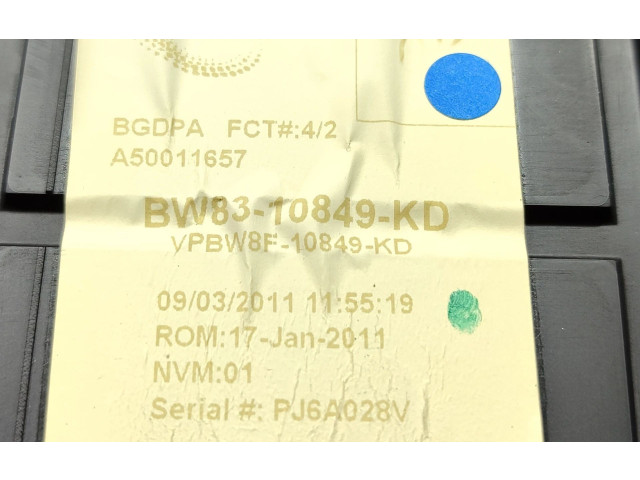 BGDPA FCT#:4/2
A50011657
BW83-10849-KD
VPBW8F-10849-KD
09/03/2011 11:55:19
ROM:17-Jan-2011
NVM:01
Serial #: PJ6A028V